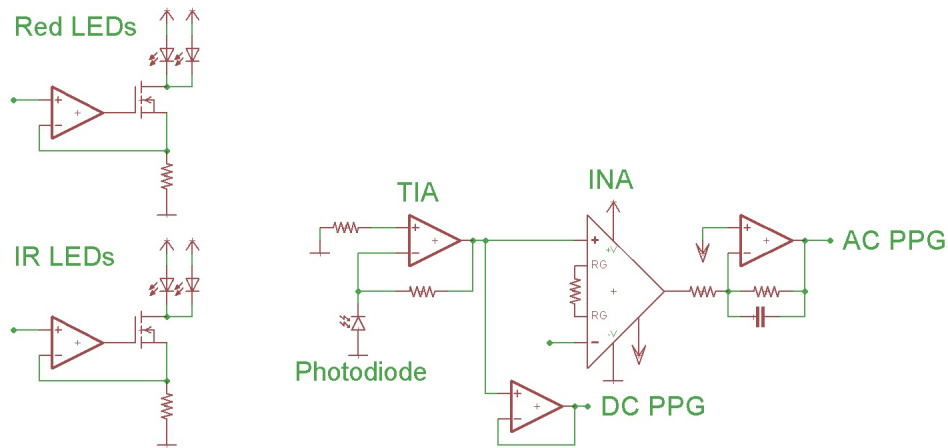 Red LEDs
IR LEDs
TIA
INA
+V
RG
RG
-V
AC PPG
Photodiode
DC PPG